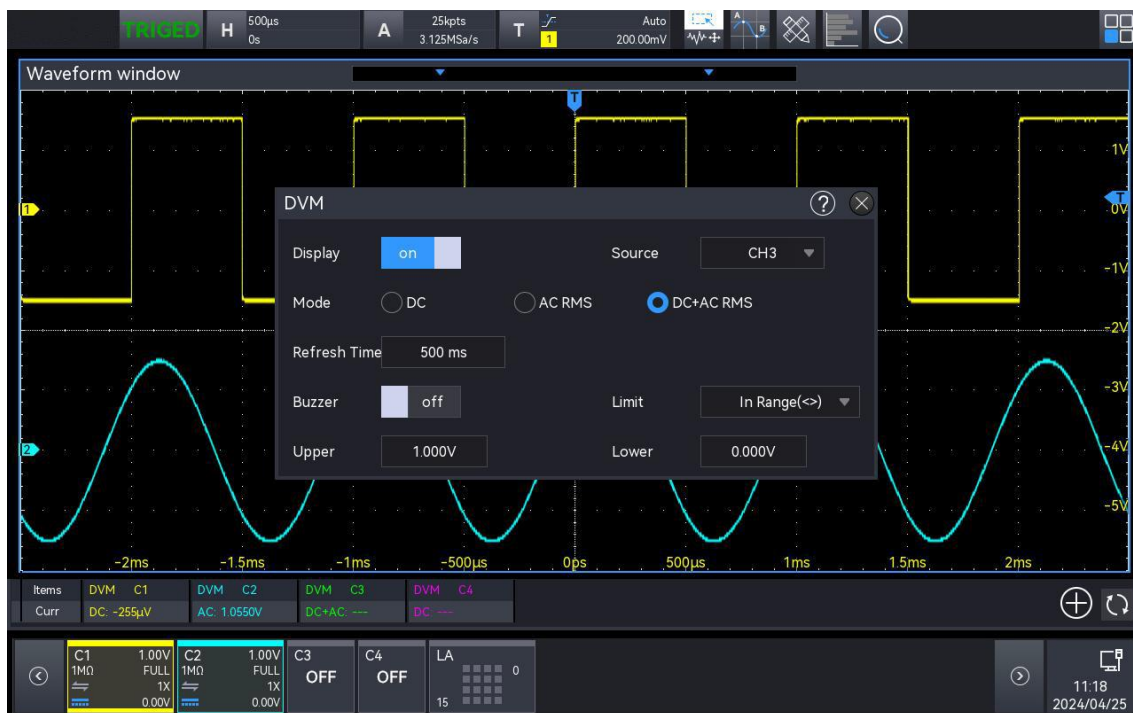 TRIGED H 500μs 0s A 25kpts 3.125MSa/s T 1 Auto 200.00mV A B
Waveform window
T
1V
1 T 0V
-1V
-2V
-3V
2 -4V
-5V
DVM ?
Display on Source CH3
Mode DC AC RMS DC+AC RMS
Refresh Time 500 ms
Buzzer off Limit In Range(<>)
Upper 1.000V Lower 0.000V
-2ms -1.5ms -1ms -500μs 0ps 500μs 1ms 1.5ms 2ms
Items DVM C1 DVM C2 DVM C3 DVM C4
Curr DC: -255μV AC: 1.0550V DC+AC: --- DC: ---
C1 1.00V C2 1.00V C3 C4 LA
1MΩ FULL 1MΩ FULL OFF OFF 0
1X 1X
0.00V 0.00V 15
11:18
2024/04/25